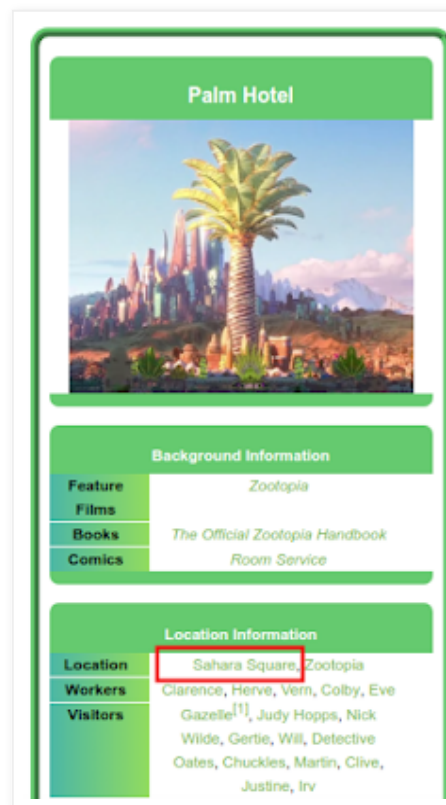 Palm Hotel
Background Information
Feature Films
Zootopia
Books
The Official Zootopia Handbook
Comics
Room Service
Location Information
Location
Sahara Square, Zootopia
Workers
Clarence, Herve, Vern, Colby, Eve
Visitors
Gazelle[1], Judy Hopps, Nick
Wilde, Gertie, Will, Detective
Oates, Chuckles, Martin, Clive,
Justine, Irv